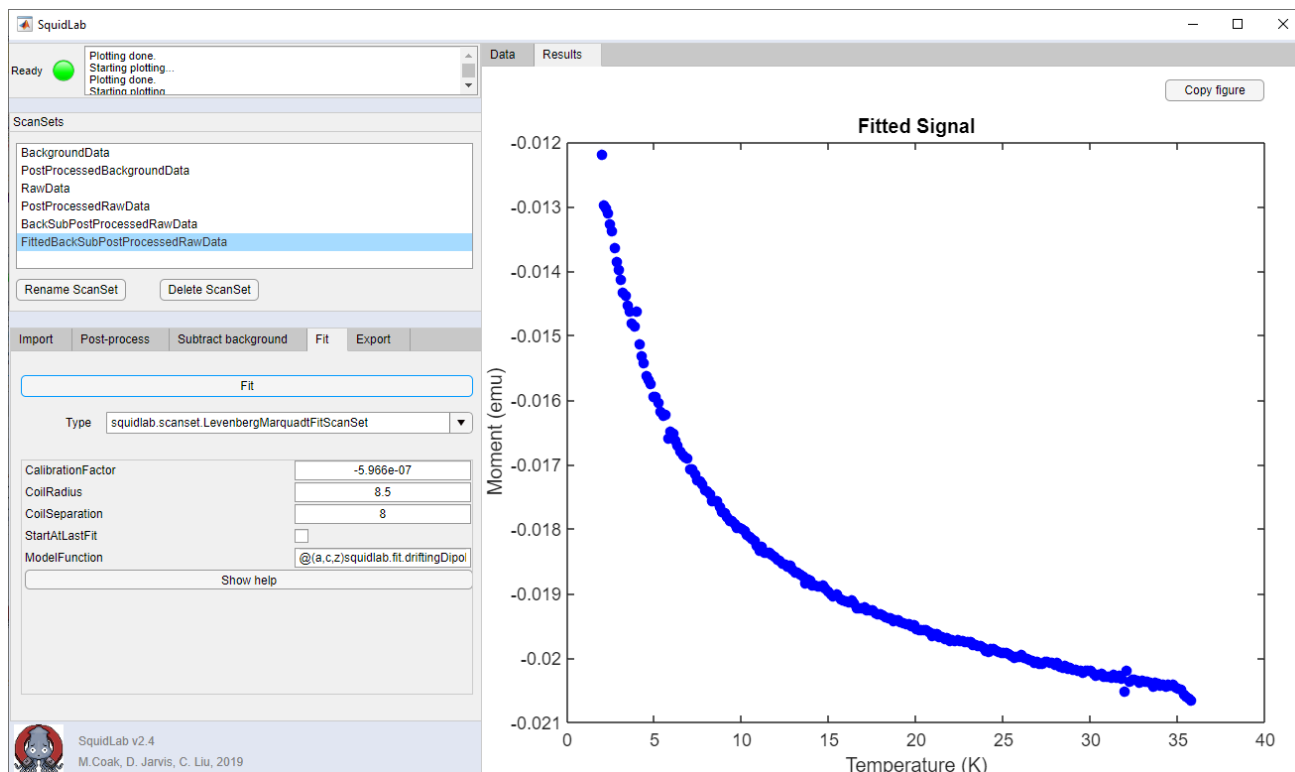 SquidLab
Ready
Plotting done.
Starting plotting...
Plotting done.
Starting plotting
ScanSets
BackgroundData
PostProcessedBackgroundData
RawData
PostProcessedRawData
BackSubPostProcessedRawData
FittedBackSubPostProcessedRawData
Rename ScanSet Delete ScanSet
Import Post-process Subtract background Fit Export
Fit
Type squidlab.scanset.LevenbergMarquadtFitScanSet
CalibrationFactor -5.966e-07
CoilRadius 8.5
CoilSeparation 8
StartAtLastFit
ModelFunction @(a,c,z)squidlab.fit.driftingDipol
Show help
SquidLab v2.4
M.Coak, D. Jarvis, C. Liu, 2019
Data Results
Copy figure
Fitted Signal
Moment (emu)
-0.012
-0.013
-0.014
-0.015
-0.016
-0.017
-0.018
-0.019
-0.02
-0.021
0 5 10 15 20 25 30 35 40
Temperature (K)